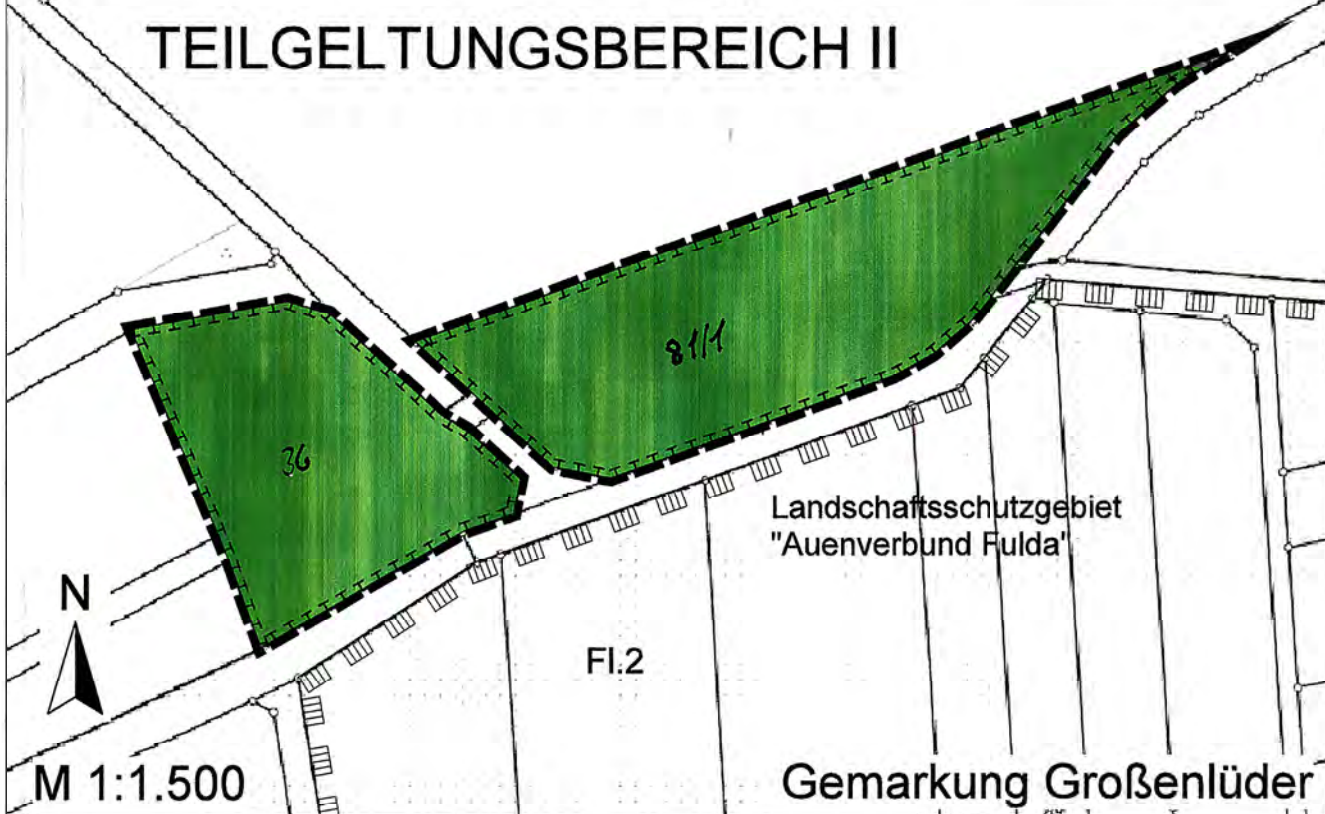 TEILGELTUNGSBEREICH II
81/1
36
Landschaftsschutzgebiet
"Auenverbund Fulda"
N
Fl.2
M 1:1.500
Gemarkung Großenlüder